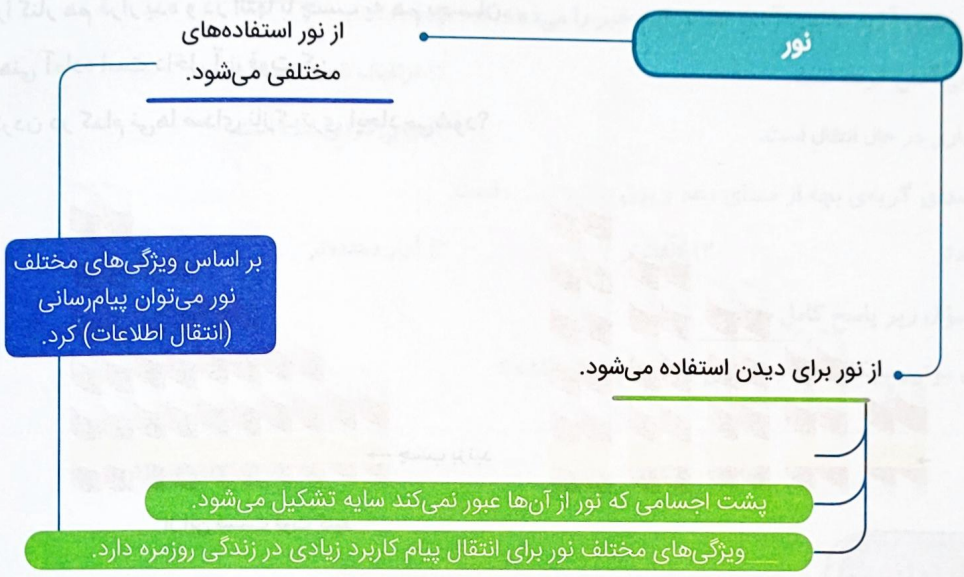 نور
از نور استفاده‌های
مختلفی می‌شود.
بر اساس ویژگی‌های مختلف
نور می‌توان پیام‌رسانی
(انتقال اطلاعات) کرد.
از نور برای دیدن استفاده می‌شود.
پشت اجسامی که نور از آن‌ها عبور نمی‌کند سایه تشکیل می‌شود.
ویژگی‌های مختلف نور برای انتقال پیام کاربرد زیادی در زندگی روزمره دارد.